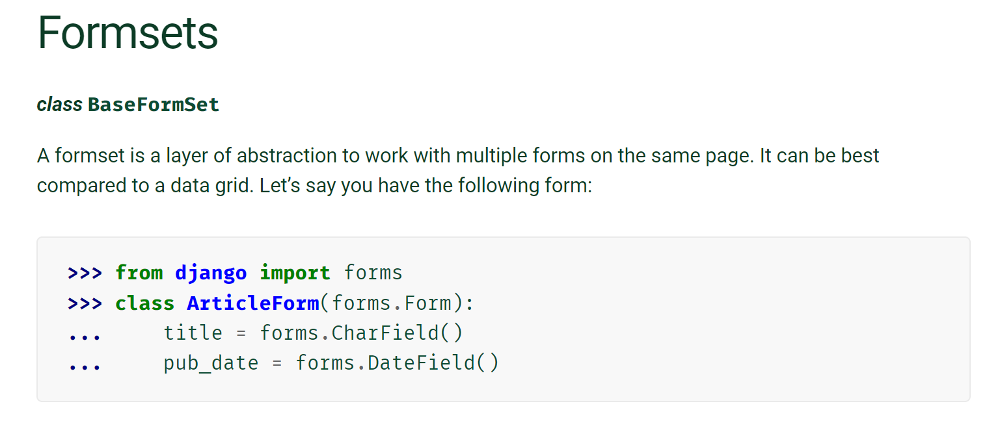 Formsets
class BaseFormSet
A formset is a layer of abstraction to work with multiple forms on the same page. It can be best
compared to a data grid. Let’s say you have the following form:
>>> from django import forms
>>> class ArticleForm(forms.Form):
...     title = forms.CharField()
...     pub_date = forms.DateField()